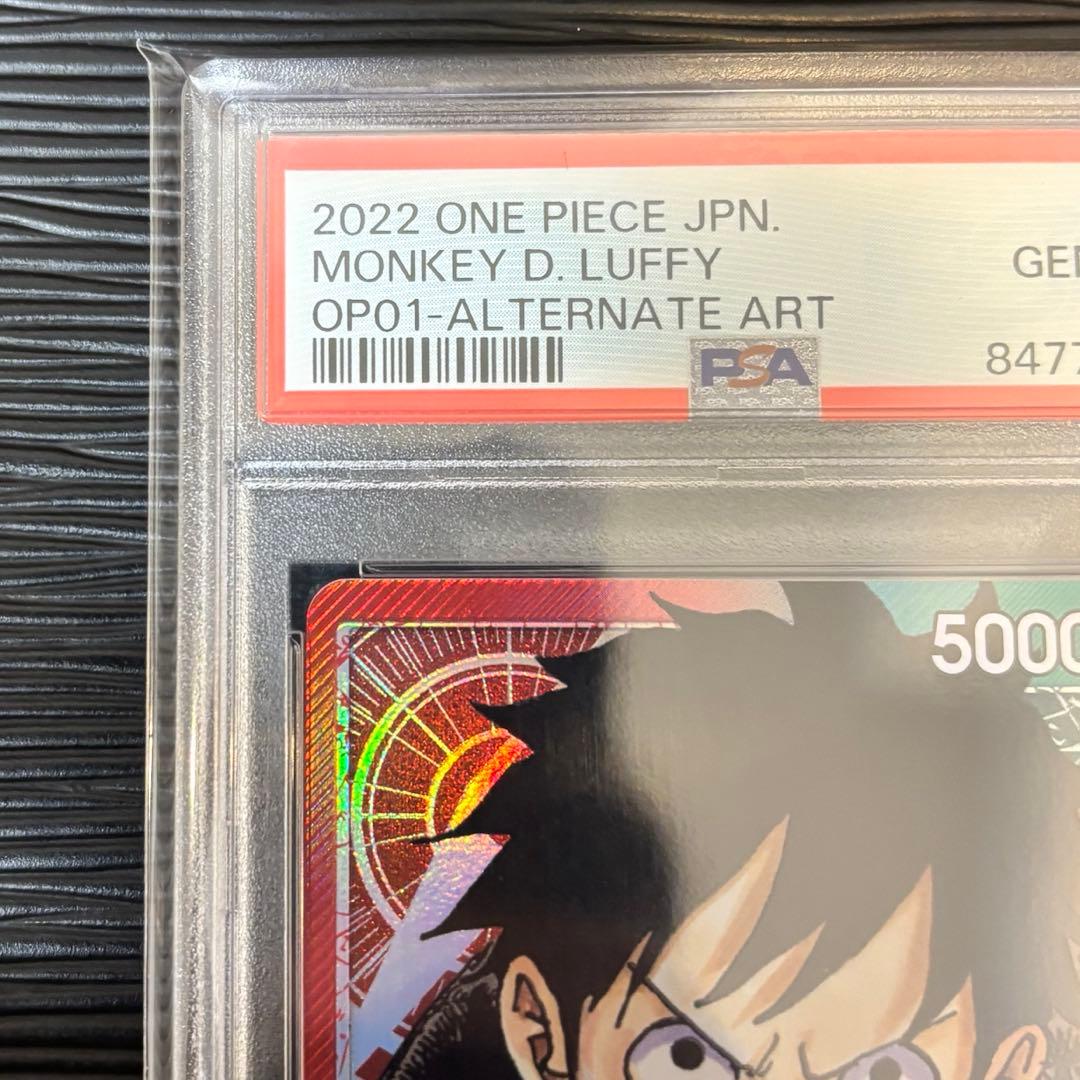 2022 ONE PIECE JPN.
MONKEY D. LUFFY
OP01-ALTERNATE ART
PSA
5000